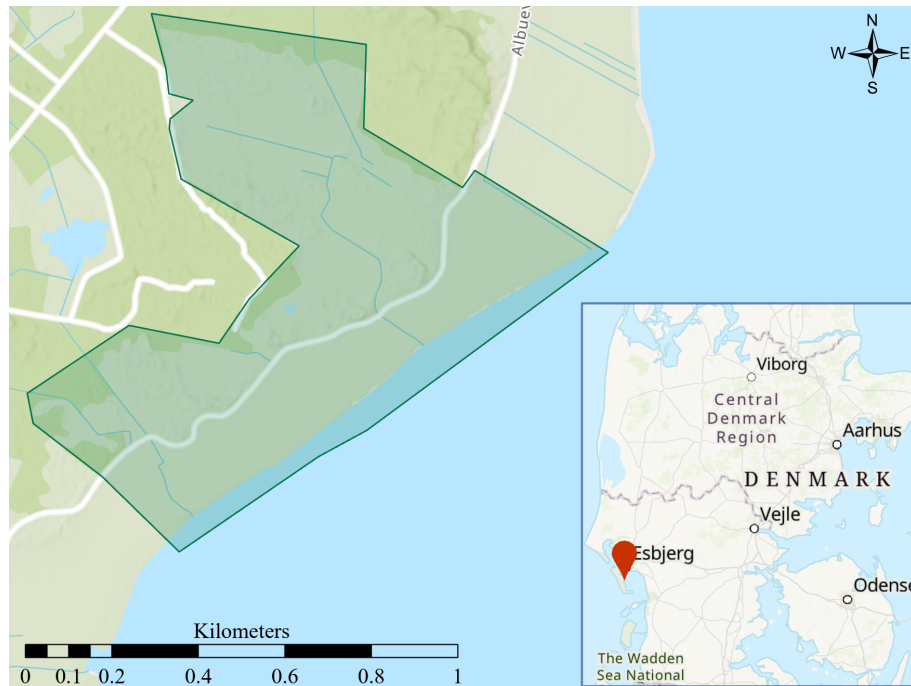 Albuev
N
W E
S
Viborg
Central
Denmark
Region
Aarhus
DENMARK
Vejle
Esbjerg
Odense
The Wadden
Sea National
Kilometers
0 0.1 0.2 0.4 0.6 0.8 1